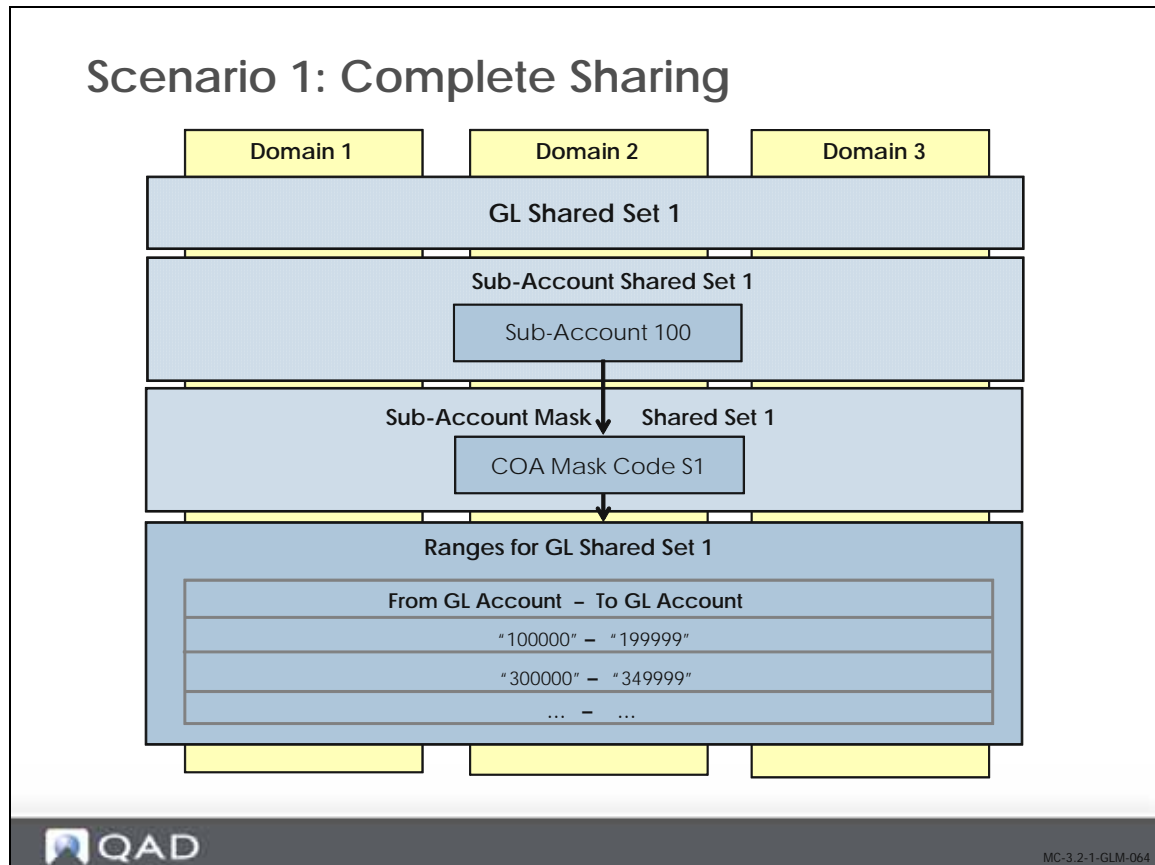 Scenario 1: Complete Sharing
Domain 1 Domain 2 Domain 3
GL Shared Set 1
Sub-Account Shared Set 1
Sub-Account 100
Sub-Account Mask Shared Set 1
COA Mask Code S1
Ranges for GL Shared Set 1
From GL Account – To GL Account
"100000" – "199999"
"300000" – "349999"
... – ...
QAD
MC-3.2-1-GLM-064